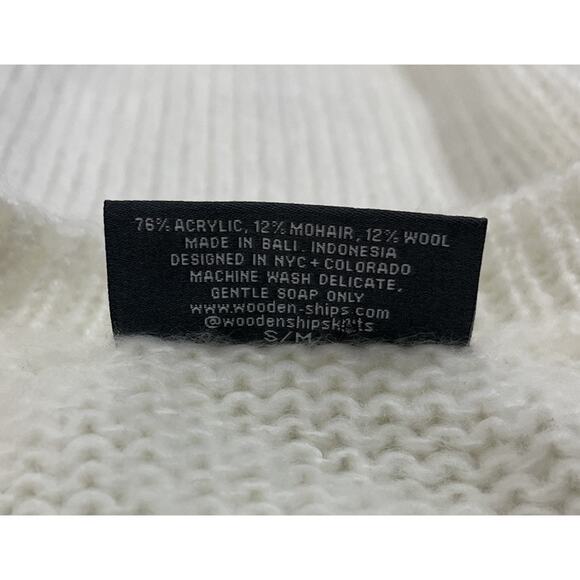 76% ACRYLIC, 12% MOHAIR, 12% WOOL
MADE IN BALI, INDONESIA
DESIGNED IN NYC + COLORADO
MACHINE WASH DELICATE,
GENTLE SOAP ONLY
www.wooden-ships.com
S/M